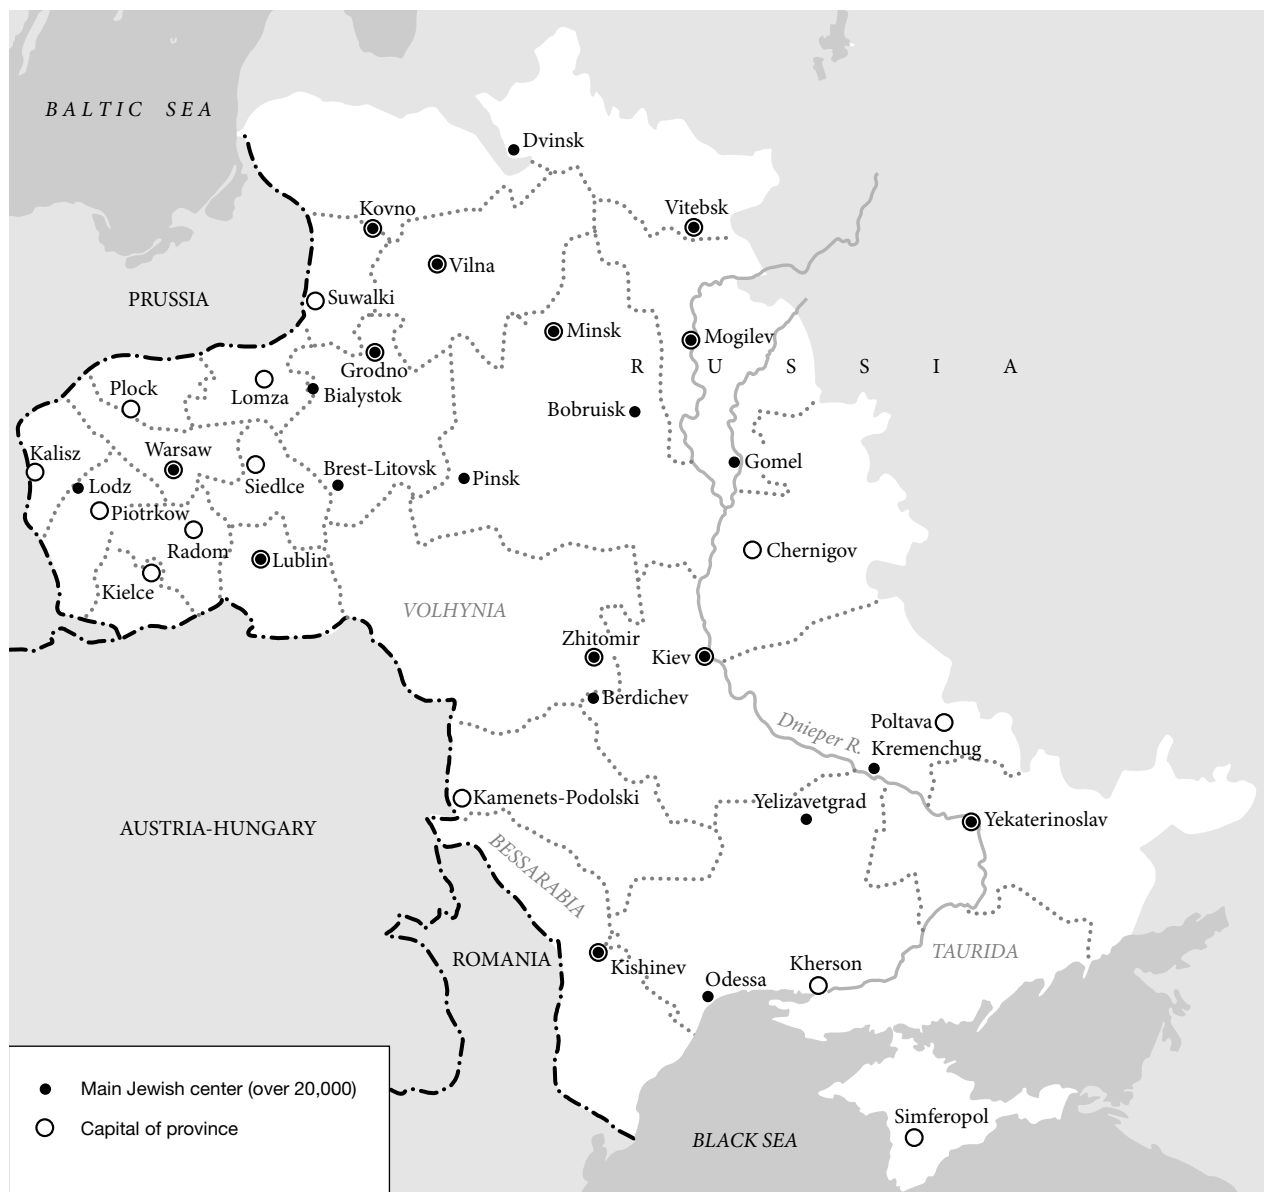 BALTIC SEA
Dvinsk
Kovno
Vitebsk
Vilna
PRUSSIA
Suwalki
Minsk
Mogilev
RUSSIA
Grodno
Plock
Lomza
Bialystok
Bobruisk
Kalisz
Warsaw
Gomel
Brest-Litovsk
Pinsk
Lodz
Siedlce
Piotrkow
Radom
Chernigov
Lublin
Kielce
VOLHYNIA
Zhitomir
Kiev
Berdichev
Dnieper R.
Poltava
Kremenchug
Kamenets-Podolski
Yelizavetgrad
Yekaterinoslav
AUSTRIA-HUNGARY
BESSARABIA
ROMANIA
Kishinev
Kherson
TAURIDA
Odessa
Main Jewish center (over 20,000)
Capital of province
Simferopol
BLACK SEA